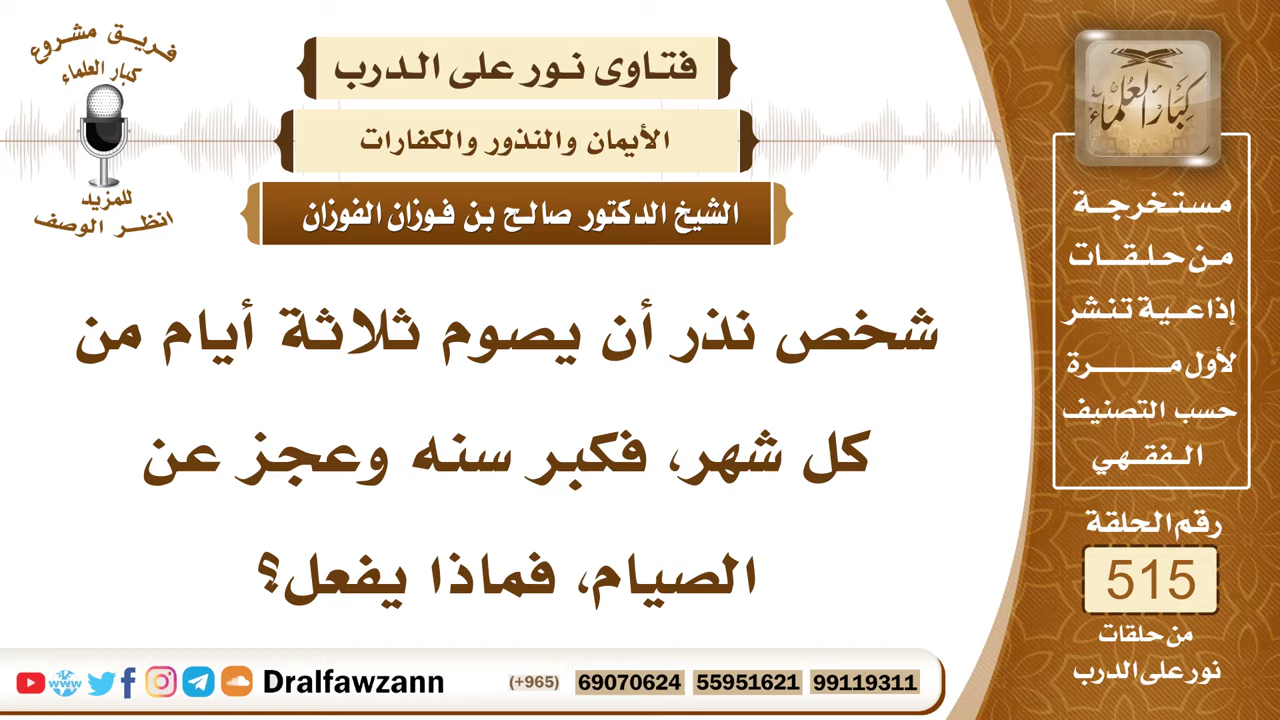 فريق مشروع
كبار العلماء
للمزيد
انظر الوصف
فتاوى نور على الدرب
الأيمان والنذور والكفارات
الشيخ الدكتور صالح بن فوزان الفوزان
شخص نذر أن يصوم ثلاثة أيام من
كل شهر، فكبر سنه وعجز عن
الصيام، فماذا يفعل؟
كبار العلماء
مستخرجة
من حلقات
إذاعية تنشر
لأول مرة
حسب التصنيف
الفقهي
رقم الحلقة
515
من حلقات
نور على الدرب
www
Dralfawzann (+965) 69070624 55951621 99119311